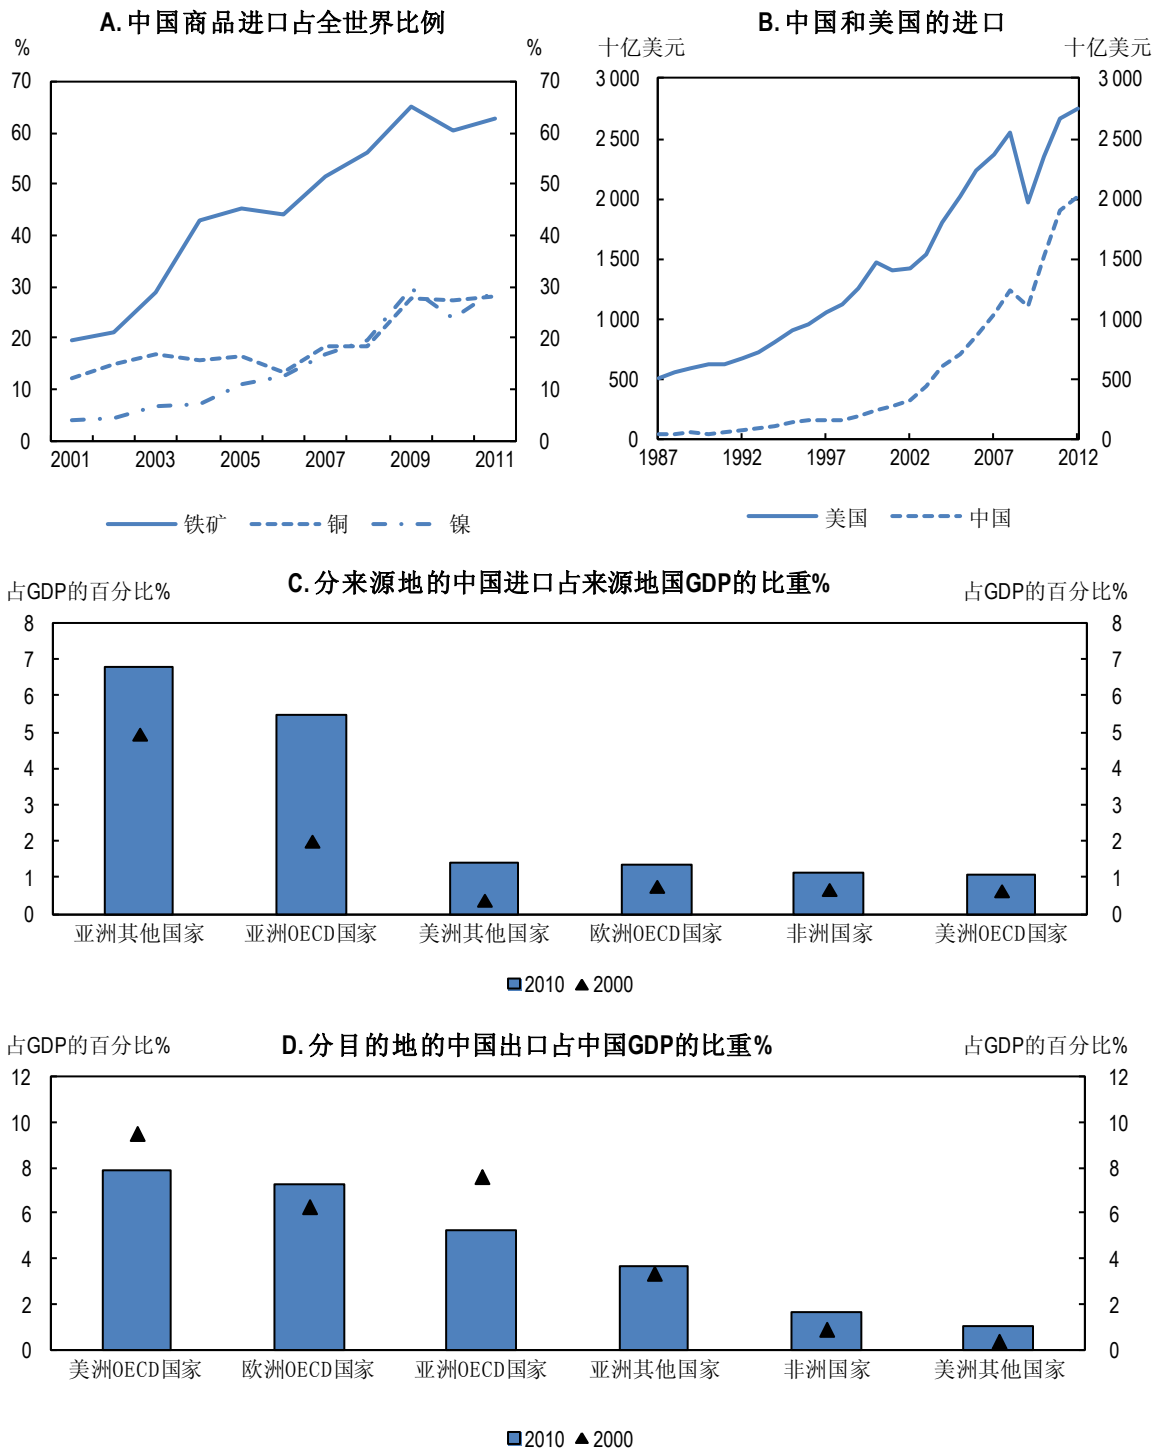 A. 中国商品进口占全世界比例
%
%
70
60
50
40
30
20
10
0
70
60
50
40
30
20
10
0
2001
2003
2005
2007
2009
2011
铁矿
铜
镍
B. 中国和美国的进口
十亿美元
十亿美元
3 000
2 500
2 000
1 500
1 000
500
0
3 000
2 500
2 000
1 500
1 000
500
0
1987
1992
1997
2002
2007
2012
美国
中国
C. 分来源地的中国进口占来源地国GDP的比重%
占GDP的百分比%
占GDP的百分比%
8
7
6
5
4
3
2
1
0
8
7
6
5
4
3
2
1
0
亚洲其他国家
亚洲OECD国家
美洲其他国家
欧洲OECD国家
非洲国家
美洲OECD国家
2010
2000
D. 分目的地的中国出口占中国GDP的比重%
占GDP的百分比%
占GDP的百分比%
12
10
8
6
4
2
0
12
10
8
6
4
2
0
美洲OECD国家
欧洲OECD国家
亚洲OECD国家
亚洲其他国家
非洲国家
美洲其他国家
2010
2000